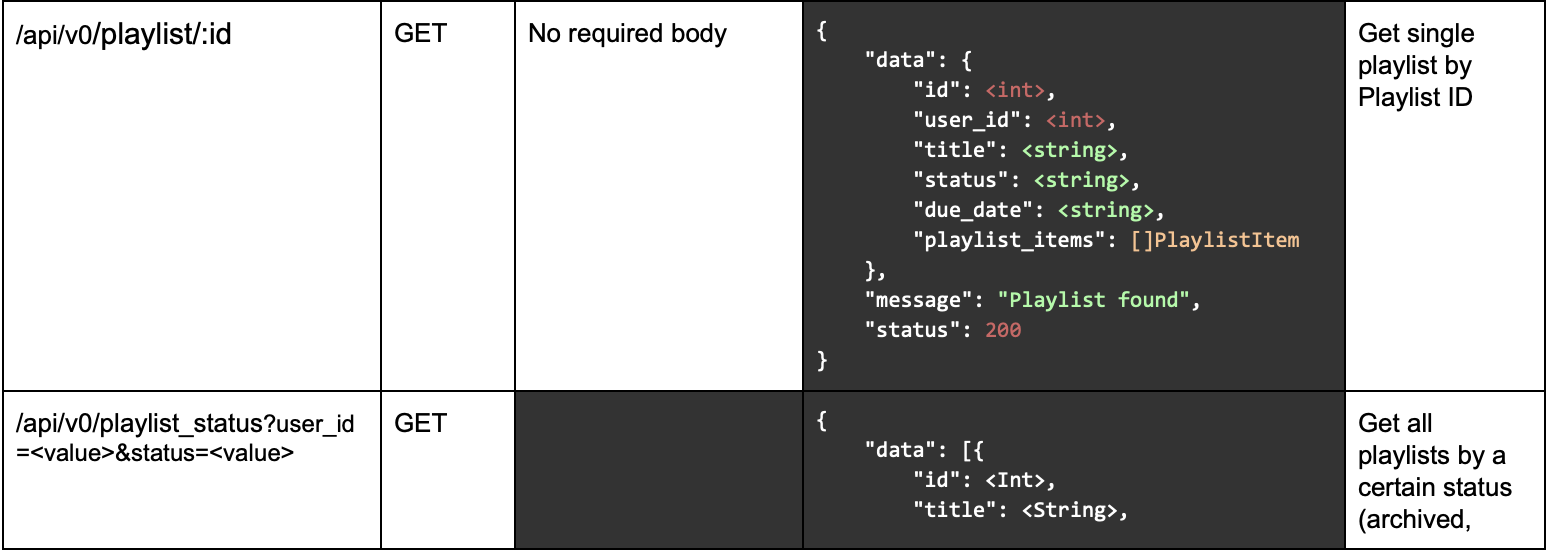 /api/v0/playlist/:id
GET
No required body
{
    "data": {
        "id": <int>,
        "user_id": <int>,
        "title": <string>,
        "status": <string>,
        "due_date": <string>,
        "playlist_items": []PlaylistItem
    },
    "message": "Playlist found",
    "status": 200
}
Get single
playlist by
Playlist ID
/api/v0/playlist_status?user_id
=<value>&status=<value>
GET
{
    "data": [{
        "id": <Int>,
        "title": <String>,
Get all
playlists by a
certain status
(archived,